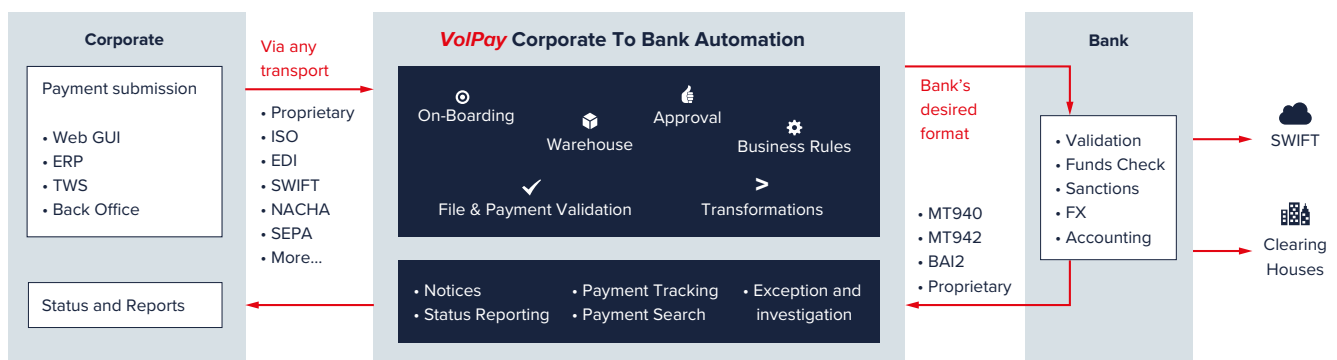 Corporate
Payment submission
• Web GUI
• ERP
• TWS
• Back Office
Status and Reports
Via any
transport
• Proprietary
• ISO
• EDI
• SWIFT
• NACHA
• SEPA
• More...
VolPay Corporate To Bank Automation
On-Boarding
Warehouse
Approval
Business Rules
File & Payment Validation
>
Transformations
• Notices
• Status Reporting
• Payment Tracking
• Payment Search
• Exception and
investigation
Bank's
desired
format
• MT940
• MT942
• BAI2
• Proprietary
Bank
• Validation
• Funds Check
• Sanctions
• FX
• Accounting
SWIFT
Clearing
Houses